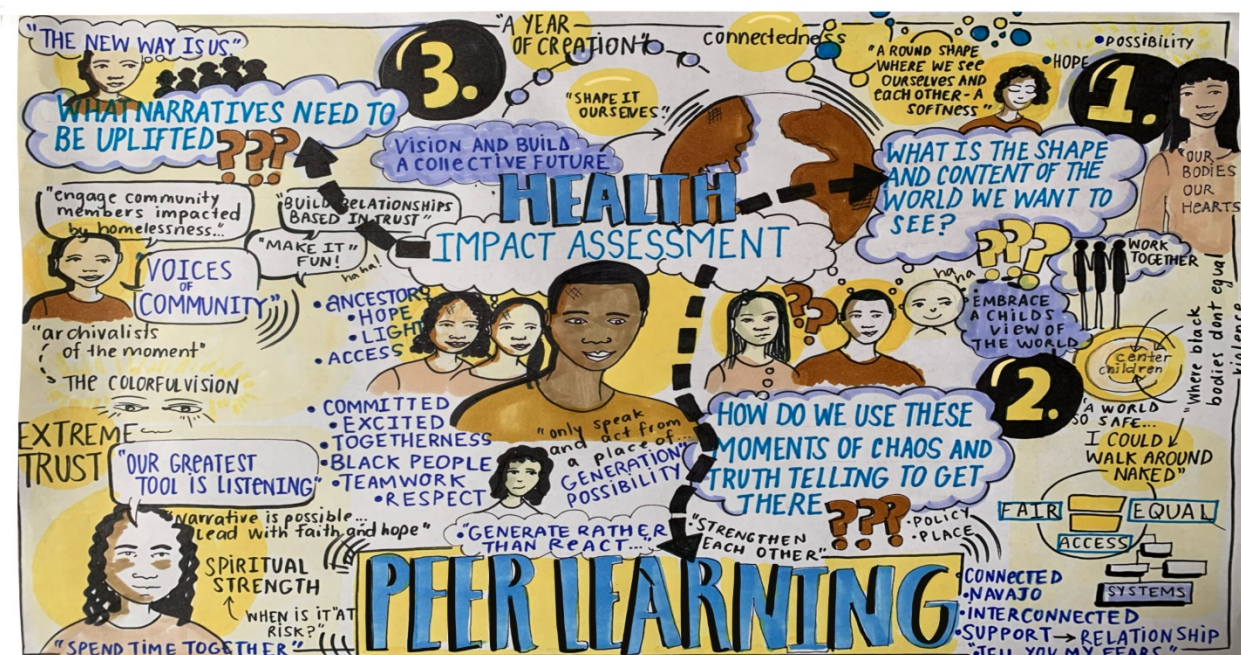 "THE NEW WAY IS US"
WHAT NARRATIVES NEED TO
BE UPLIFTED
???
3.
"A YEAR
OF CREATION"
connectedness
"SHAPE IT
OURSELVES"
VISION AND BUILD
A COllECTIVE FUTURE
"A ROUND SHAPE
WHERE WE SEE
OURSELVES AND
EACH OTHER-A
SOFTNESS"
•POSSIBILITY
•HOPE
1.
"OUR
BODIES
OUR
HEARTS
WHAT IS THE SHAPE
AND CONTENT OF THE
WORLD WE WANT TO
SEE?
???
HEALTH
IMPACT ASSESSMENT
"engage community
members impacted
by homelessness..."
"BUILD RELATIONSHIPS
BASED IN TRUST"
"MAKE IT"
FUN!
haha!
"VOICES
OF
COMMUNITY"
"archivalists
of the moment"
THE COLORFUL VISION
EXTREME
TRUST
•ANCESTORS
•HOPE
•LIGHT
•ACCESS
•COMMITTED
•EXCITED
•TOGETHERNESS
•BLACK PEOPLE
•TEAMWORK
•RESPECT
"OUR GREATEST
TOOL IS LISTENING"
"Narrative is possible...
Lead with faith and hope"
SPIRITUAL
STRENGTH
WHEN IS IT "AT
RISK?"
"SPEND TIME TOGETHER"
"only speak
and act from
a place of...
GENERATION
POSSIBILITY
•"GENERATE RATHER
THAN REACT..."
??
haha
EMBRACE
A CHILDS
VIEW OF
THE WORLD
WORK
TOGETHER
2.
center
children
"where black
bodies dont equal
violence
"A WORLD
SO SAFE...
I COULD
WALK AROUND
NAKED"
HOW DO WE USE THESE
MOMENTS OF CHAOS AND
TRUTH TELLING TO GET
THERE
???
•"STRENGTHEN
EACH OTHER"
•POLICY
•PLACE
FAIR
EQUAL
ACCESS
SYSTEMS
PEER LEARNING
•CONNECTED
•NAVAJO
•INTERCONNECTED
•SUPPORT → RELATIONSHIP
•"TELL YOU MY FEARS"